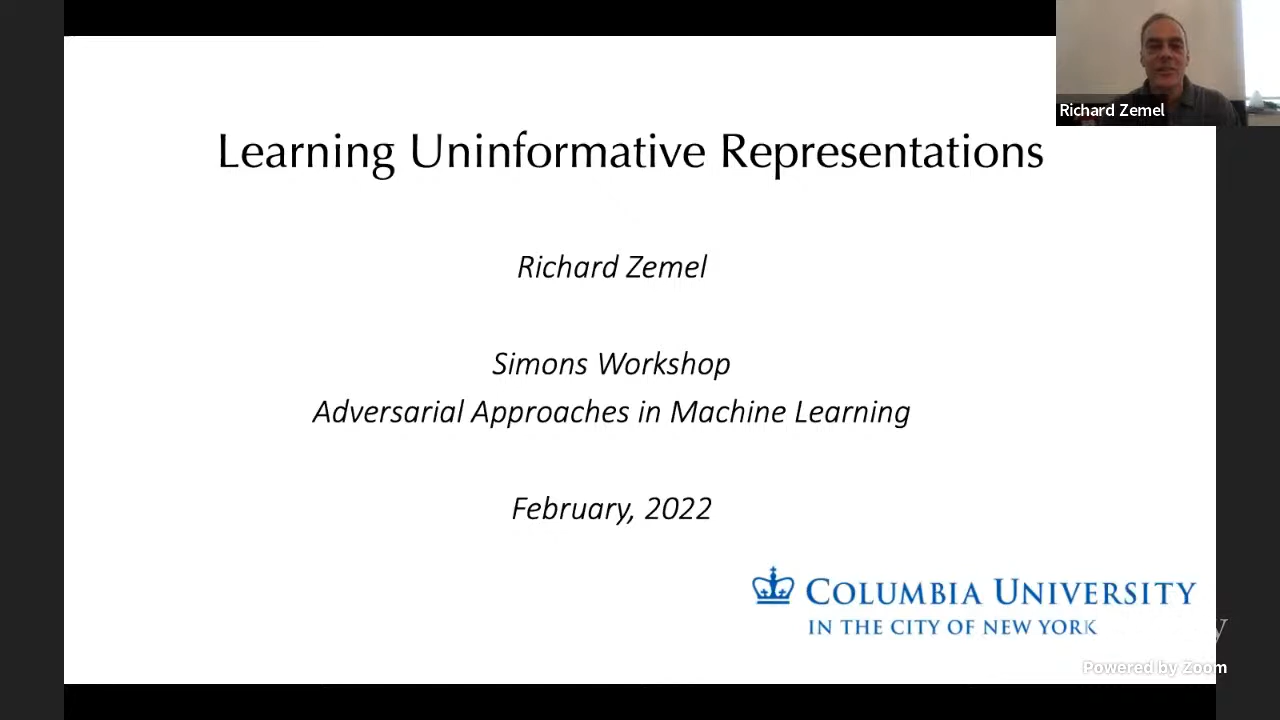 Richard Zemel
Learning Uninformative Representations
Richard Zemel
Simons Workshop
Adversarial Approaches in Machine Learning
February, 2022
COLUMBIA UNIVERSITY
IN THE CITY OF NEW YORK
Powered by Zoom